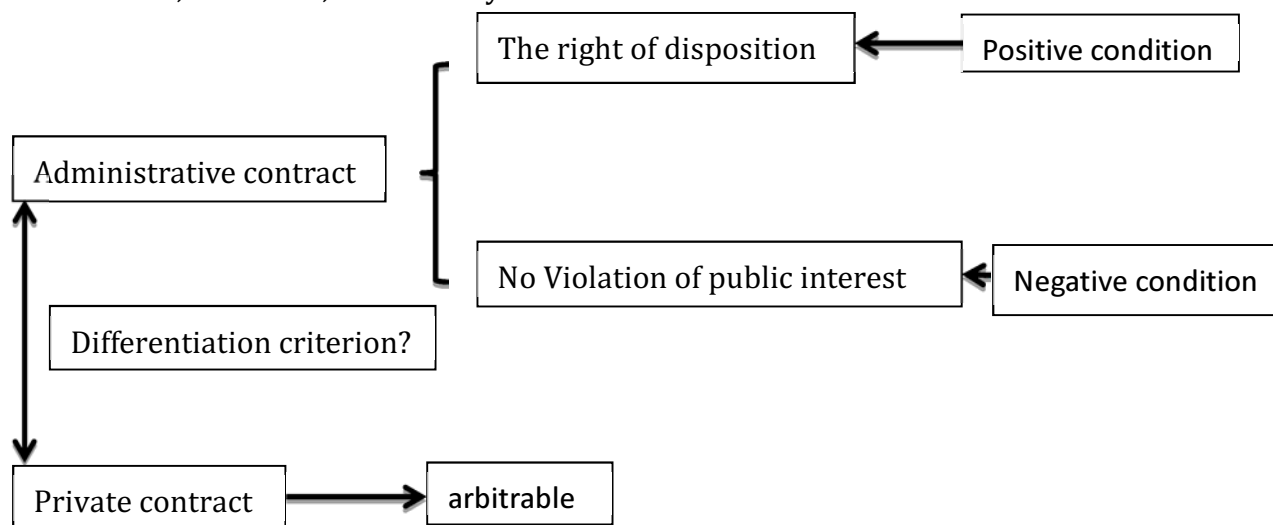 The right of disposition
Positive condition
Administrative contract
No Violation of public interest
Negative condition
Differentiation criterion?
Private contract
arbitrable